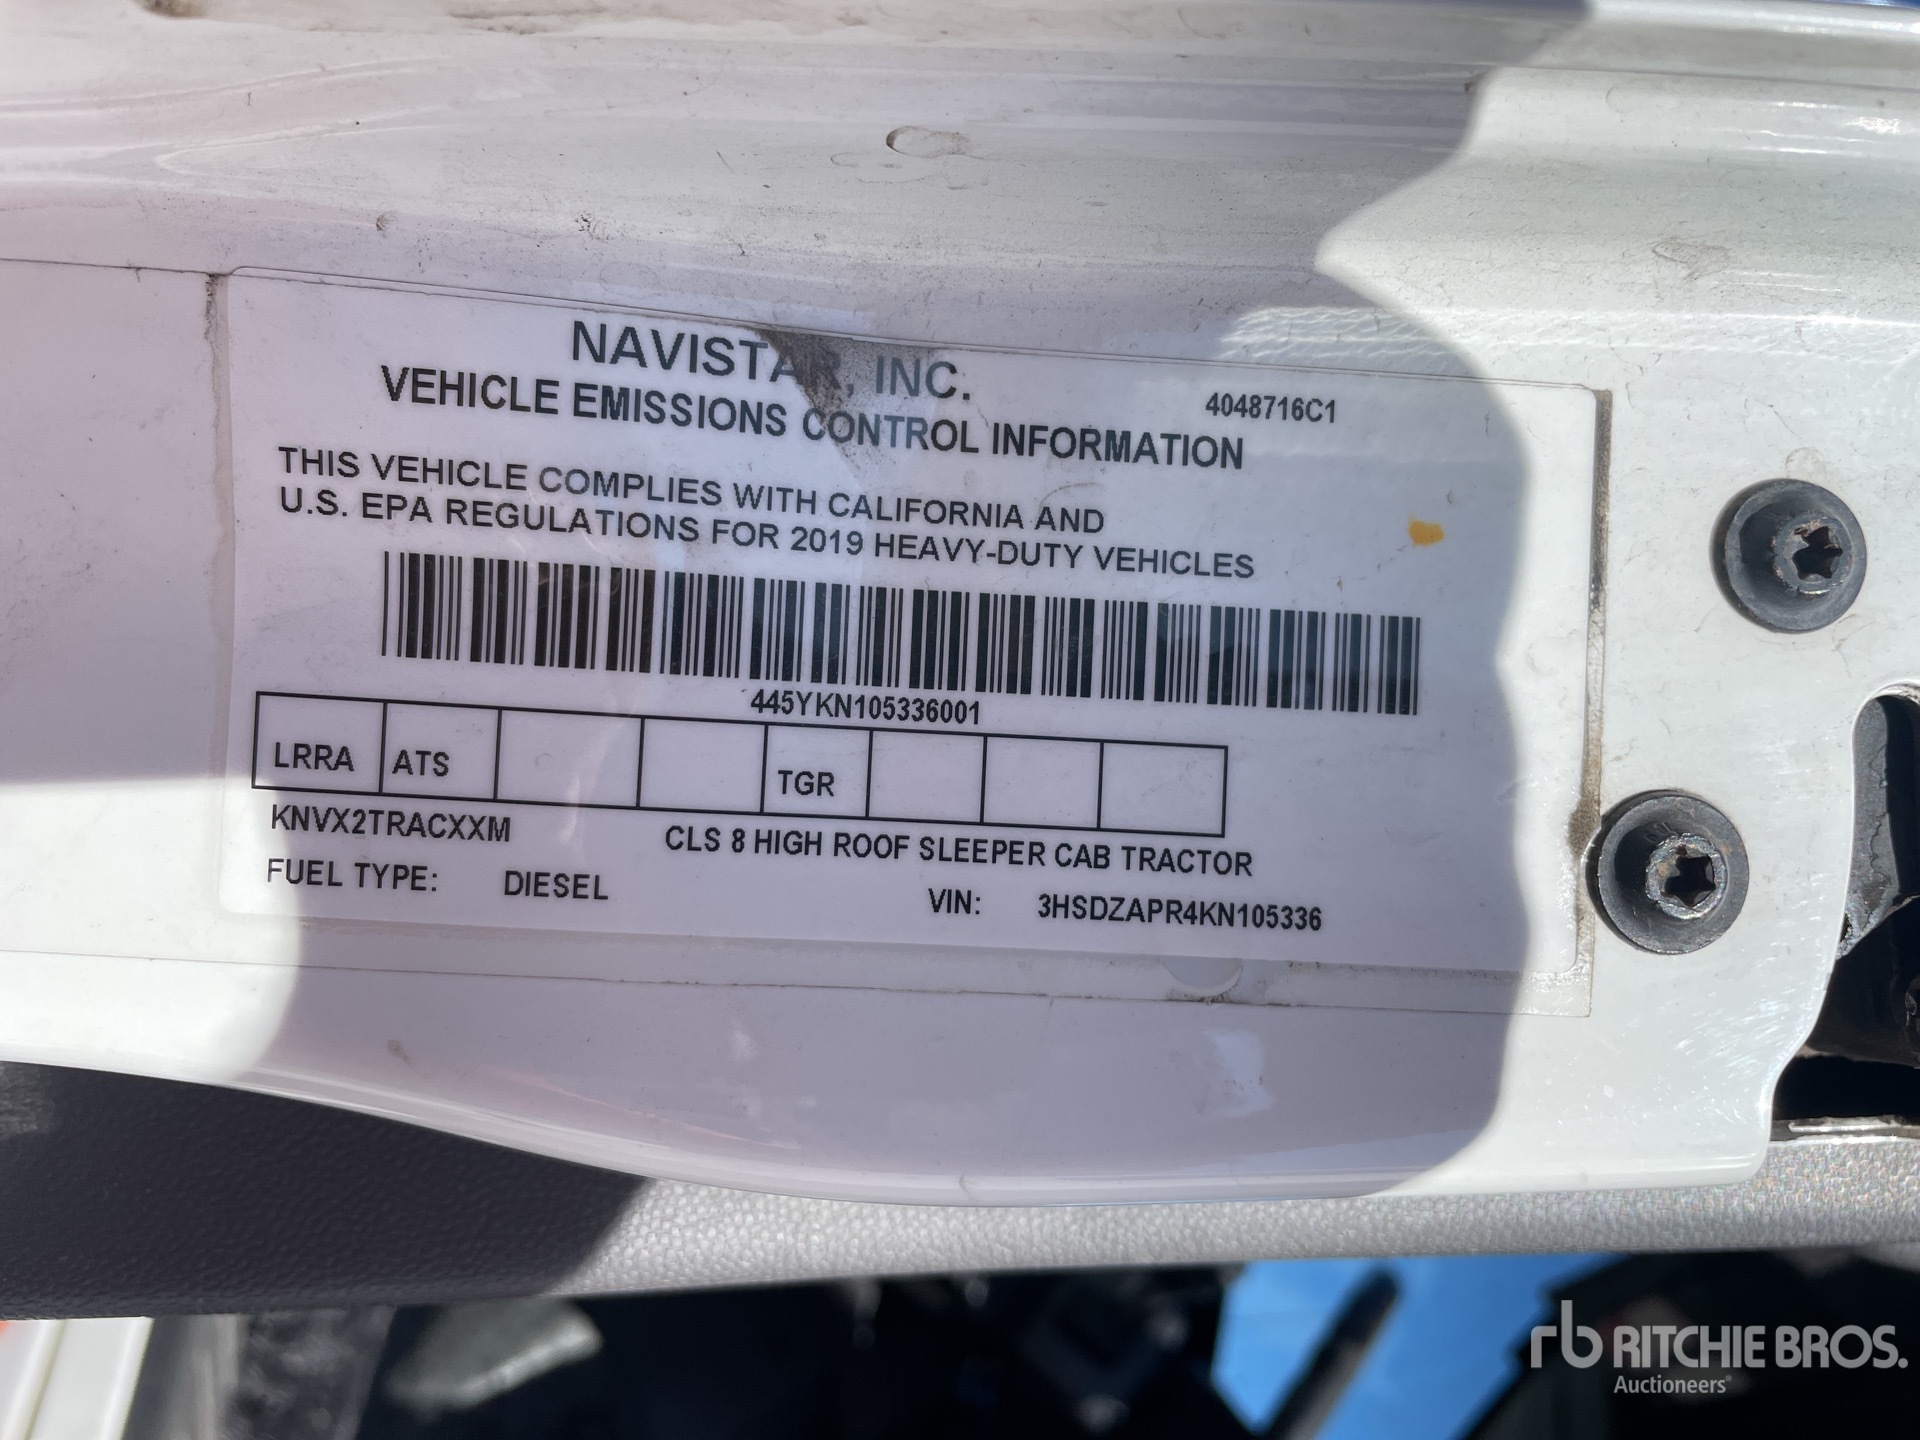 NAVISTAR, INC.
VEHICLE EMISSIONS CONTROL INFORMATION
4048716C1
THIS VEHICLE COMPLIES WITH CALIFORNIA AND
U.S. EPA REGULATIONS FOR 2019 HEAVY-DUTY VEHICLES
445YKN105336001
LRRA ATS TGR
KNVX2TRACXXM CLS 8 HIGH ROOF SLEEPER CAB TRACTOR
FUEL TYPE: DIESEL VIN: 3HSDZAPR4KN105336
rb RITCHIE BROS.
Auctioneers